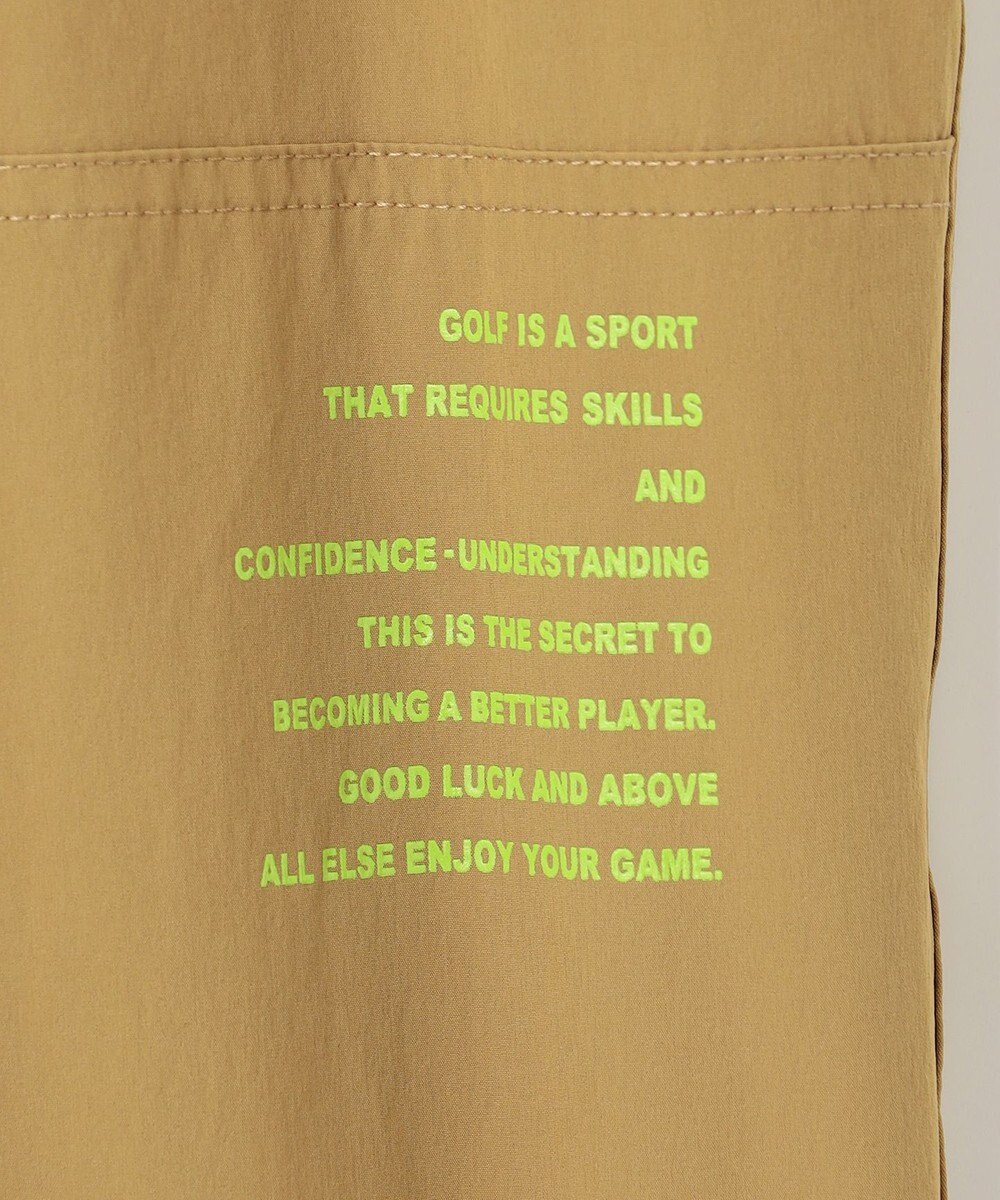 GOLF IS A SPORT
THAT REQUIRES SKILLS
AND
CONFIDENCE - UNDERSTANDING
THIS IS THE SECRET TO
BECOMING A BETTER PLAYER.
GOOD LUCK AND ABOVE
ALL ELSE ENJOY YOUR GAME.